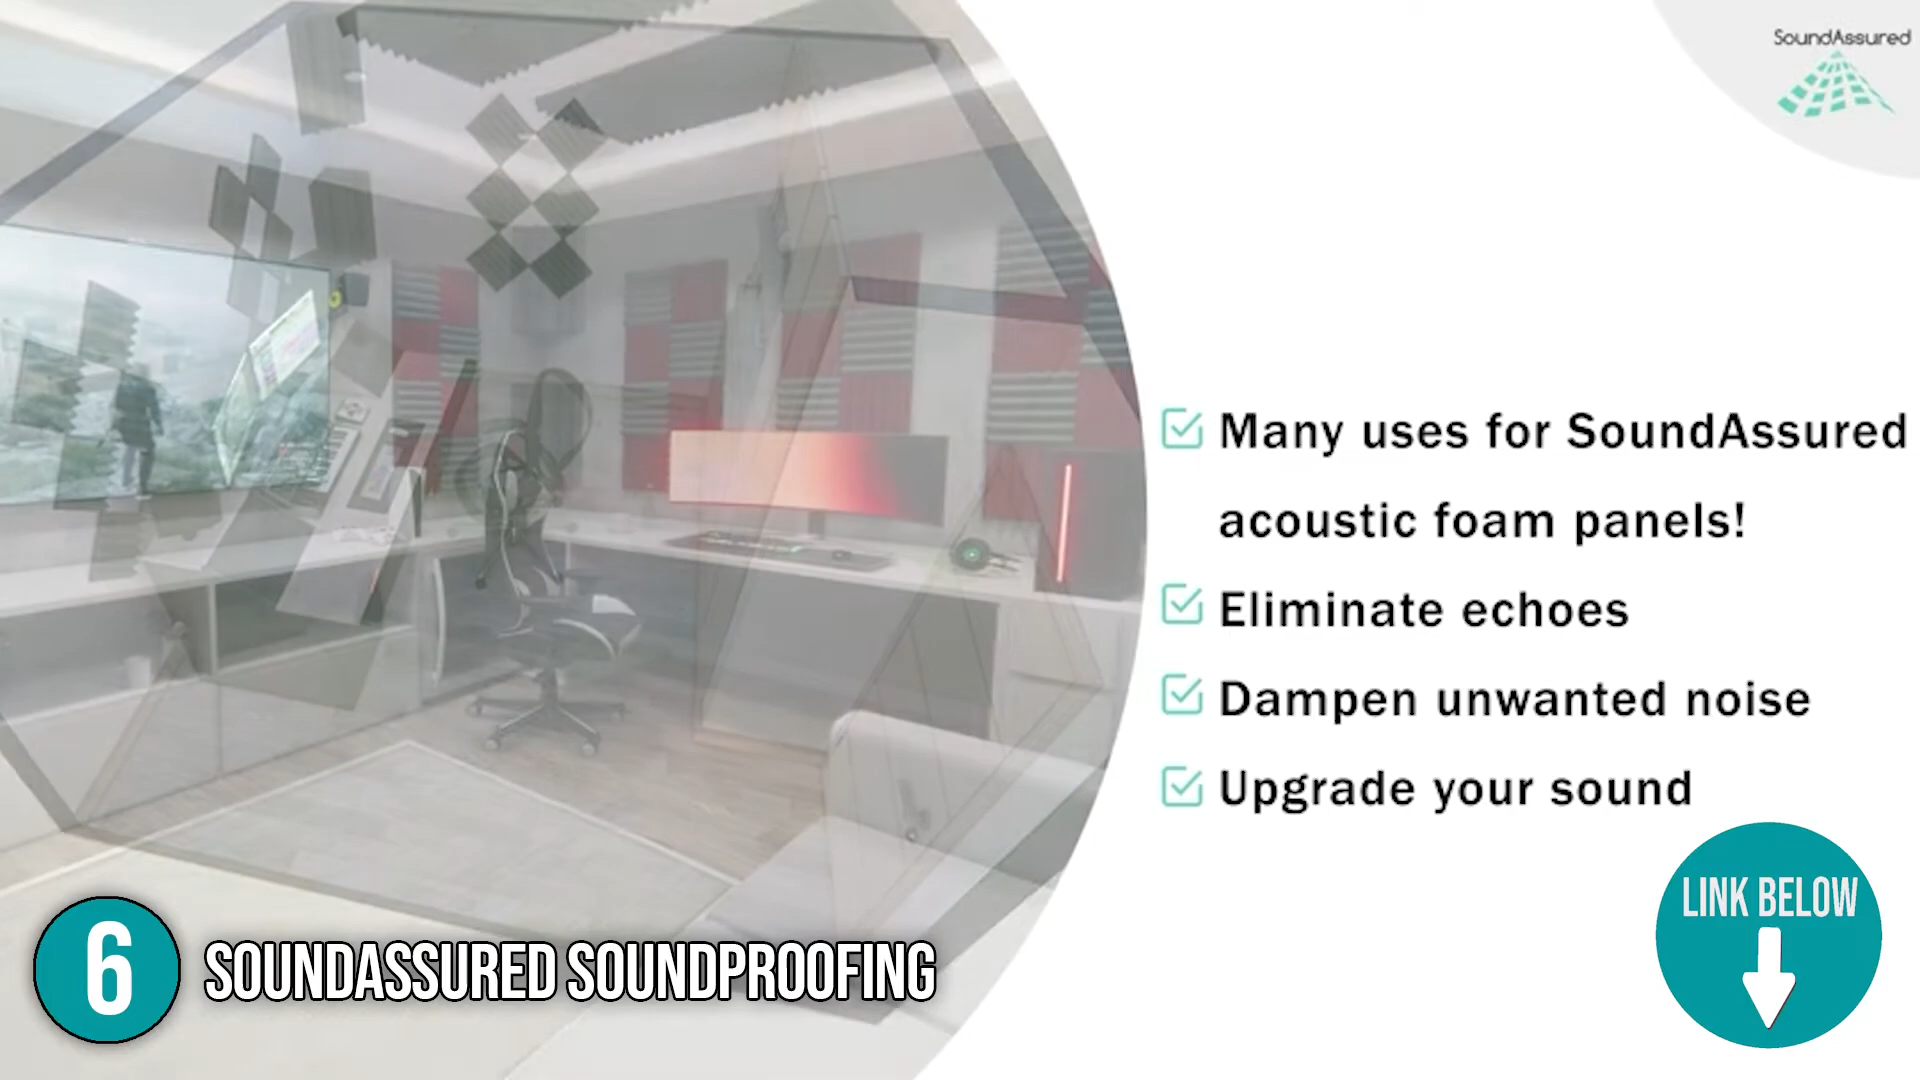 SoundAssured
Many uses for SoundAssured
acoustic foam panels!
Eliminate echoes
Dampen unwanted noise
Upgrade your sound
LINK BELOW
6
SOUNDASSURED SOUNDPROOFING